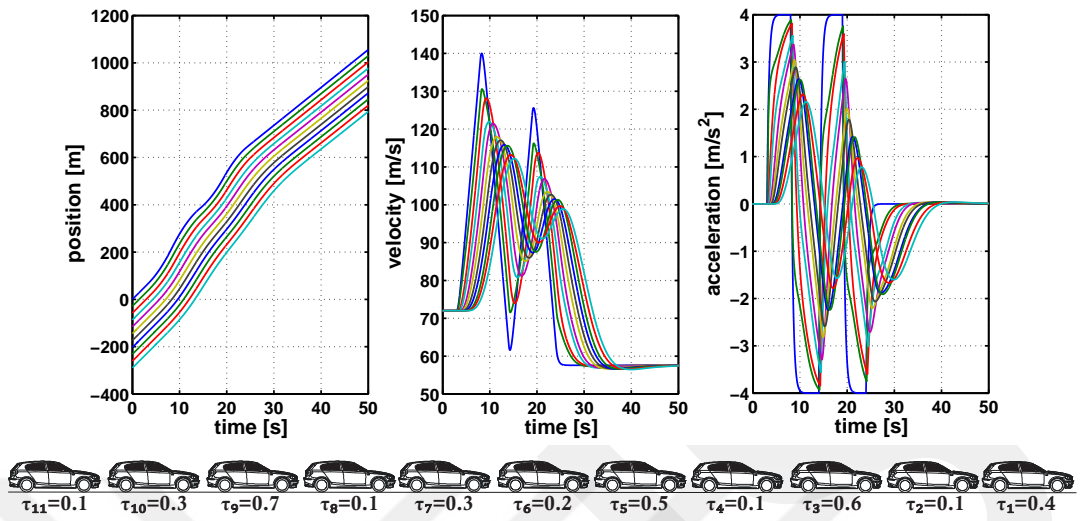 position [m]
1200
1000
800
600
400
200
0
−200
−400
0 10 20 30 40 50
time [s]
velocity [m/s]
150
140
130
120
110
100
90
80
70
60
50
0 10 20 30 40 50
time [s]
acceleration [m/s²]
4
3
2
1
0
−1
−2
−3
−4
0 10 20 30 40 50
time [s]
τ₁₁=0.1 τ₁₀=0.3 τ₉=0.7 τ₈=0.1 τ₇=0.3 τ₆=0.2 τ₅=0.5 τ₄=0.1 τ₃=0.6 τ₂=0.1 τ₁=0.4